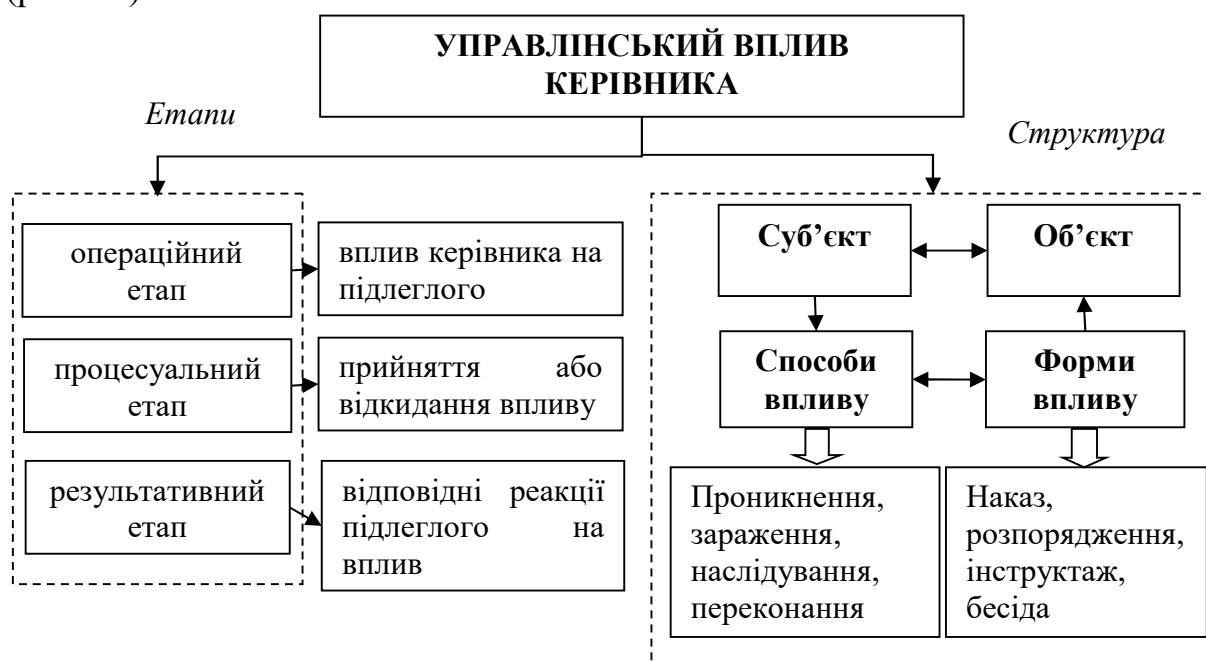 УПРАВЛІНСЬКИЙ ВПЛИВ
КЕРІВНИКА
Етапи
Структура
операційний
етап
вплив керівника на
підлеглого
процесуальний
етап
прийняття або
відкидання впливу
результативний
етап
відповідні реакції
підлеглого на
вплив
Суб’єкт
Об’єкт
Способи
впливу
Форми
впливу
Проникнення,
зараження,
наслідування,
переконання
Наказ,
розпорядження,
інструктаж,
бесіда